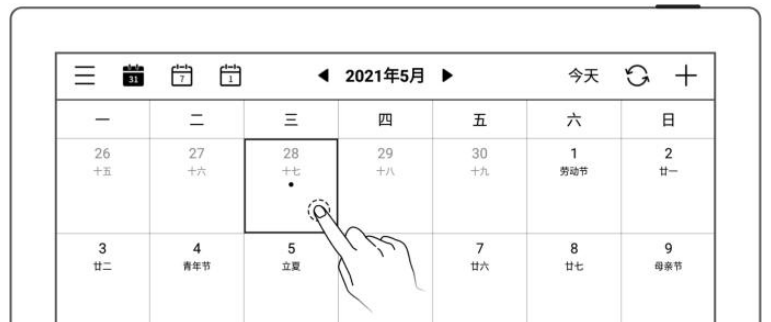 31 7 1 2021年5月 今天
一 二 三 四 五 六 日
26 27 28 29 30 1 2
十五 十六 十七 十八 十九 劳动节 廿一
3 4 5 7 8 9
廿二 青年节 立夏 廿六 廿七 母亲节